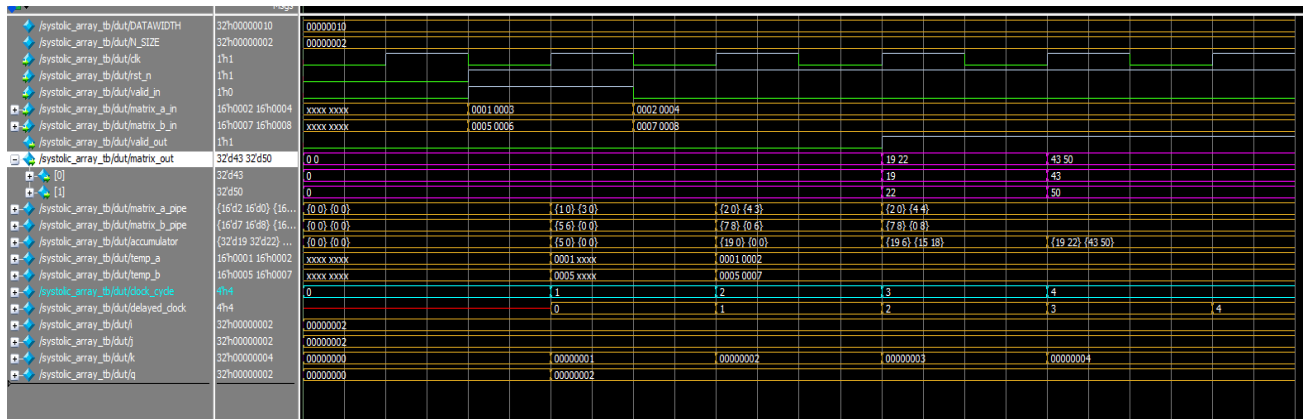 Msgs
/systolic_array_tb/dut/DATAWIDTH 32'h00000010 00000010
/systolic_array_tb/dut/N_SIZE 32'h00000002 00000002
/systolic_array_tb/dut/clk 1'h1
/systolic_array_tb/dut/rst_n 1'h1
/systolic_array_tb/dut/valid_in 1'h0
/systolic_array_tb/dut/matrix_a_in 16'h0002 16'h0004 xxxx xxxx 0001 0003 0002 0004
/systolic_array_tb/dut/matrix_b_in 16'h0007 16'h0008 xxxx xxxx 0005 0006 0007 0008
/systolic_array_tb/dut/valid_out 1'h1
/systolic_array_tb/dut/matrix_out 32'd43 32'd50 0 0 19 22 43 50
[0] 32'd43 0 19 43
[1] 32'd50 0 22 50
/systolic_array_tb/dut/matrix_a_pipe {16'd2 16'd0} {16... {0 0} {0 0} {1 0} {3 0} {2 0} {4 3} {2 0} {4 4}
/systolic_array_tb/dut/matrix_b_pipe {16'd7 16'd8} {16... {0 0} {0 0} {5 6} {0 0} {7 8} {0 6} {7 8} {0 8}
/systolic_array_tb/dut/accumulator {32'd19 32'd22} ... {0 0} {0 0} {5 0} {0 0} {19 0} {0 0} {19 6} {15 18} {19 22} {43 50}
/systolic_array_tb/dut/temp_a 16'h0001 16'h0002 xxxx xxxx 0001 xxxx 0001 0002
/systolic_array_tb/dut/temp_b 16'h0005 16'h0007 xxxx xxxx 0005 xxxx 0005 0007
/systolic_array_tb/dut/clock_cycle 4'h4 0 1 2 3 4
/systolic_array_tb/dut/delayed_clock 4'h4 0 1 2 3 4
/systolic_array_tb/dut/i 32'h00000002 00000002
/systolic_array_tb/dut/j 32'h00000002 00000002
/systolic_array_tb/dut/k 32'h00000004 00000000 00000001 00000002 00000003 00000004
/systolic_array_tb/dut/q 32'h00000002 00000000 00000002